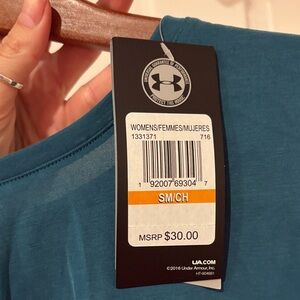 WOMENS/FEMMES/MUJERES
1331371 716
1 92007 69304 7
SM/CH
MSRP $30.00
UA.COM
©2016 Under Armour, Inc.